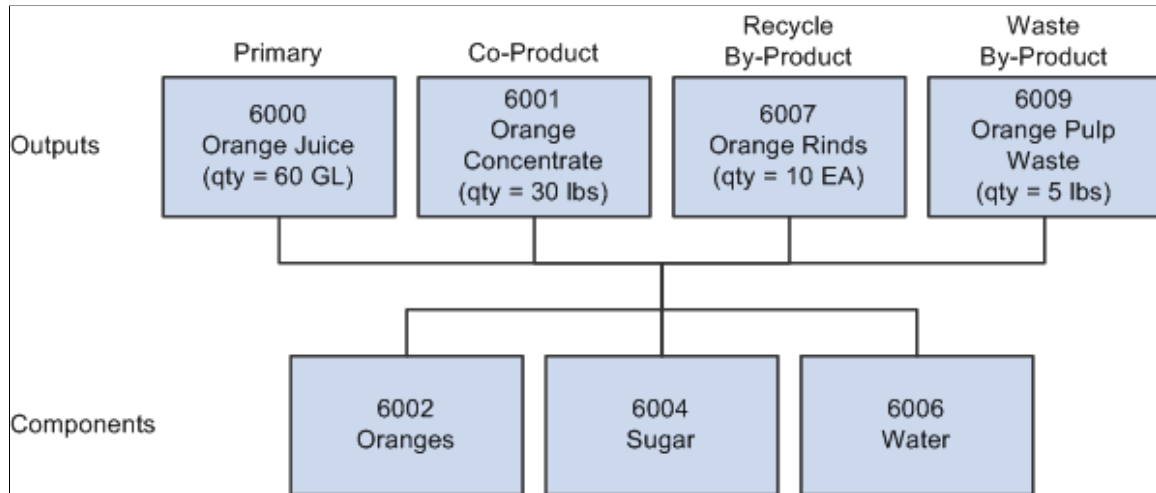 Primary
Co-Product
Recycle
By-Product
Waste
By-Product
Outputs
6000
Orange Juice
(qty = 60 GL)
6001
Orange
Concentrate
(qty = 30 lbs)
6007
Orange Rinds
(qty = 10 EA)
6009
Orange Pulp
Waste
(qty = 5 lbs)
Components
6002
Oranges
6004
Sugar
6006
Water